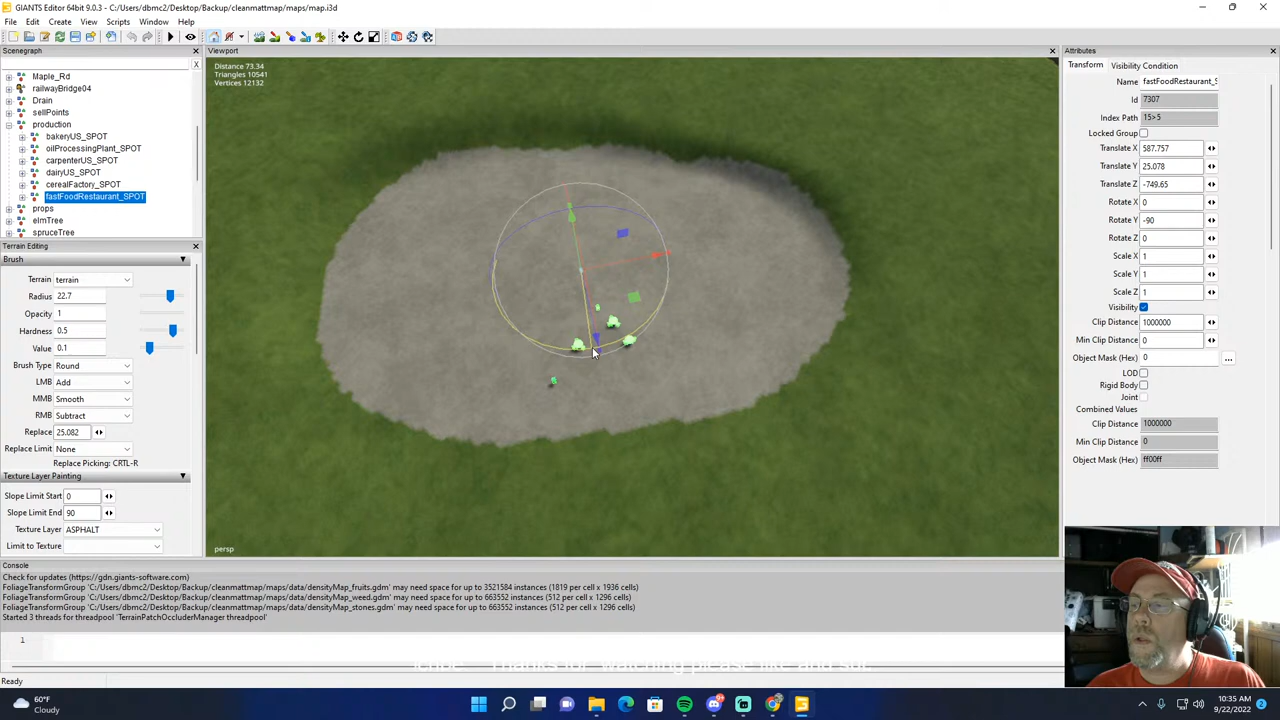 GIANTS Editor 64bit 9.0.3 - C:/Users/dbmc2/Desktop/Backup/cleanmattmap/maps/map.i3d
File Edit Create View Scripts Window Help
Scenegraph
X
Maple_Rd
railwayBridge04
Drain
sellPoints
production
bakeryUS_SPOT
oilProcessingPlant_SPOT
carpenterUS_SPOT
dairyUS_SPOT
cerealFactory_SPOT
fastFoodRestaurant_SPOT
props
elmTree
spruceTree
Terrain Editing
Brush
Terrain terrain
Radius 22.7
Opacity 1
Hardness 0.5
Value 0.1
Brush Type Round
LMB Add
MMB Smooth
RMB Subtract
Replace 25.082
Replace Limit None
Replace Picking: CRTL-R
Texture Layer Painting
Slope Limit Start 0
Slope Limit End 90
Texture Layer ASPHALT
Limit to Texture
Viewport
Distance 73.34
Triangles 10541
Vertices 12132
persp
Attributes
Transform Visibility Condition
Name fastFoodRestaurant_S
Id 7307
Index Path 15>5
Locked Group
Translate X 587.757
Translate Y 25.078
Translate Z -749.65
Rotate X 0
Rotate Y -90
Rotate Z 0
Scale X 1
Scale Y 1
Scale Z 1
Visibility
Clip Distance 1000000
Min Clip Distance 0
Object Mask (Hex) 0 ...
LOD
Rigid Body
Joint
Combined Values
Clip Distance 1000000
Min Clip Distance 0
Object Mask (Hex) ff00ff
Console
Check for updates (https://gdn.giants-software.com)
FoliageTransformGroup 'C:/Users/dbmc2/Desktop/Backup/cleanmattmap/maps/data/densityMap_fruits.gdm' may need space for up to 3521584 instances (1819 per cell x 1936 cells)
FoliageTransformGroup 'C:/Users/dbmc2/Desktop/Backup/cleanmattmap/maps/data/densityMap_weed.gdm' may need space for up to 663552 instances (512 per cell x 1296 cells)
FoliageTransformGroup 'C:/Users/dbmc2/Desktop/Backup/cleanmattmap/maps/data/densityMap_stones.gdm' may need space for up to 663552 instances (512 per cell x 1296 cells)
Started 3 threads for threadpool 'TerrainPatchOccluderManager threadpool'
1
Thanks for watching please like and
Ready
60°F
Cloudy
10:35 AM
9/22/2022